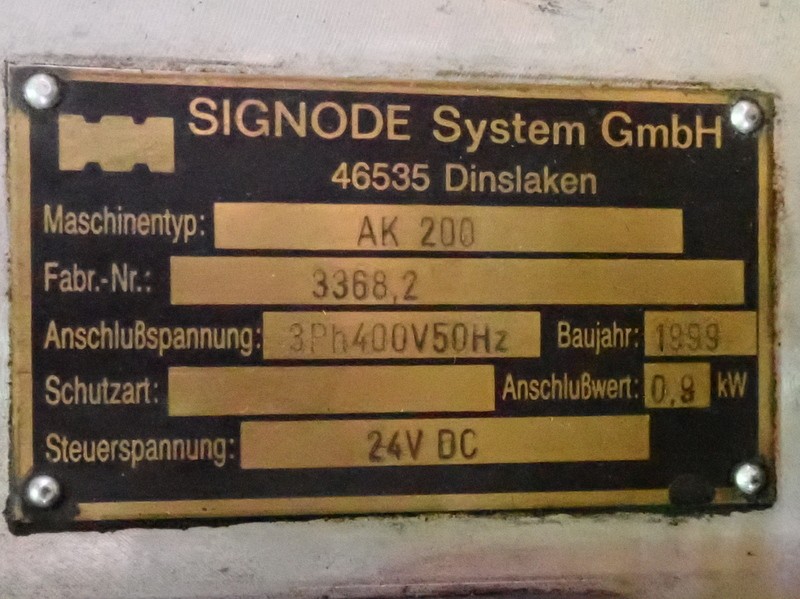 SIGNODE System GmbH
46535 Dinslaken
Maschinentyp: AK 200
Fabr.-Nr.: 3368,2
Anschlußspannung: 3Ph400V50Hz Baujahr: 1999
Schutzart: Anschlußwert: 0,9 kW
Steuerspannung: 24V DC